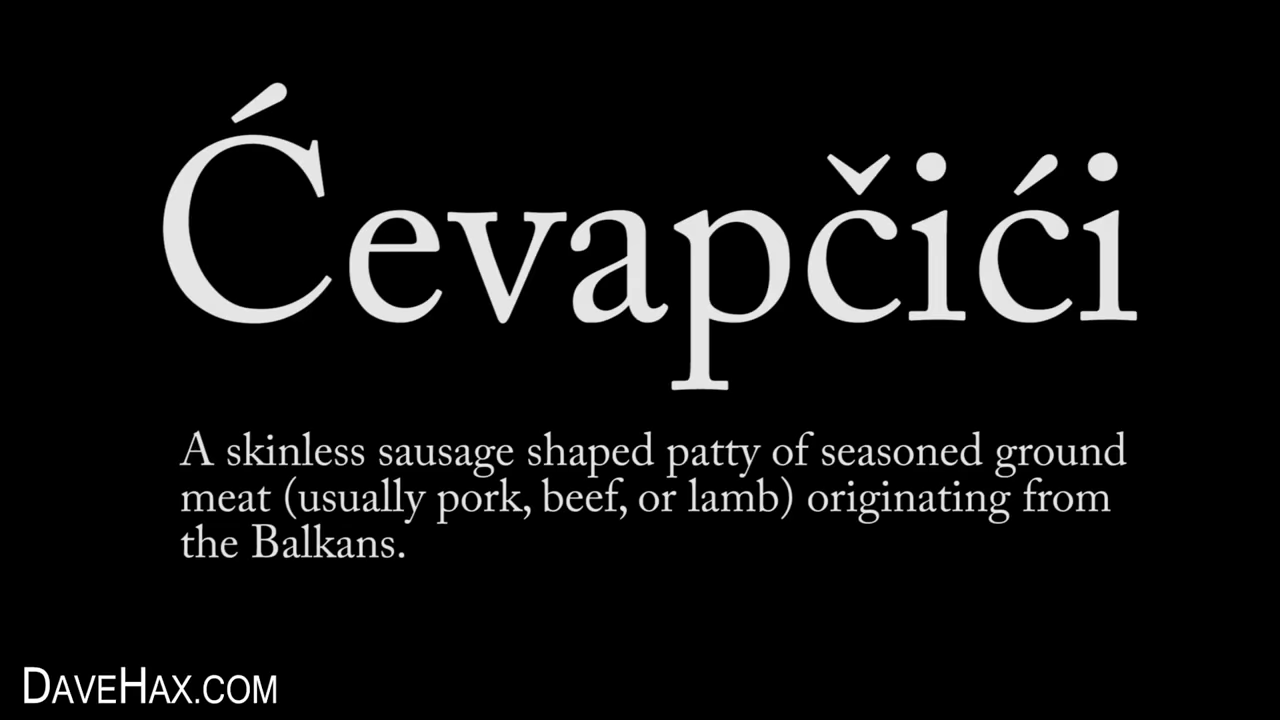 Ćevapčići
A skinless sausage shaped patty of seasoned ground
meat (usually pork, beef, or lamb) originating from
the Balkans.
DAVEHAX.COM